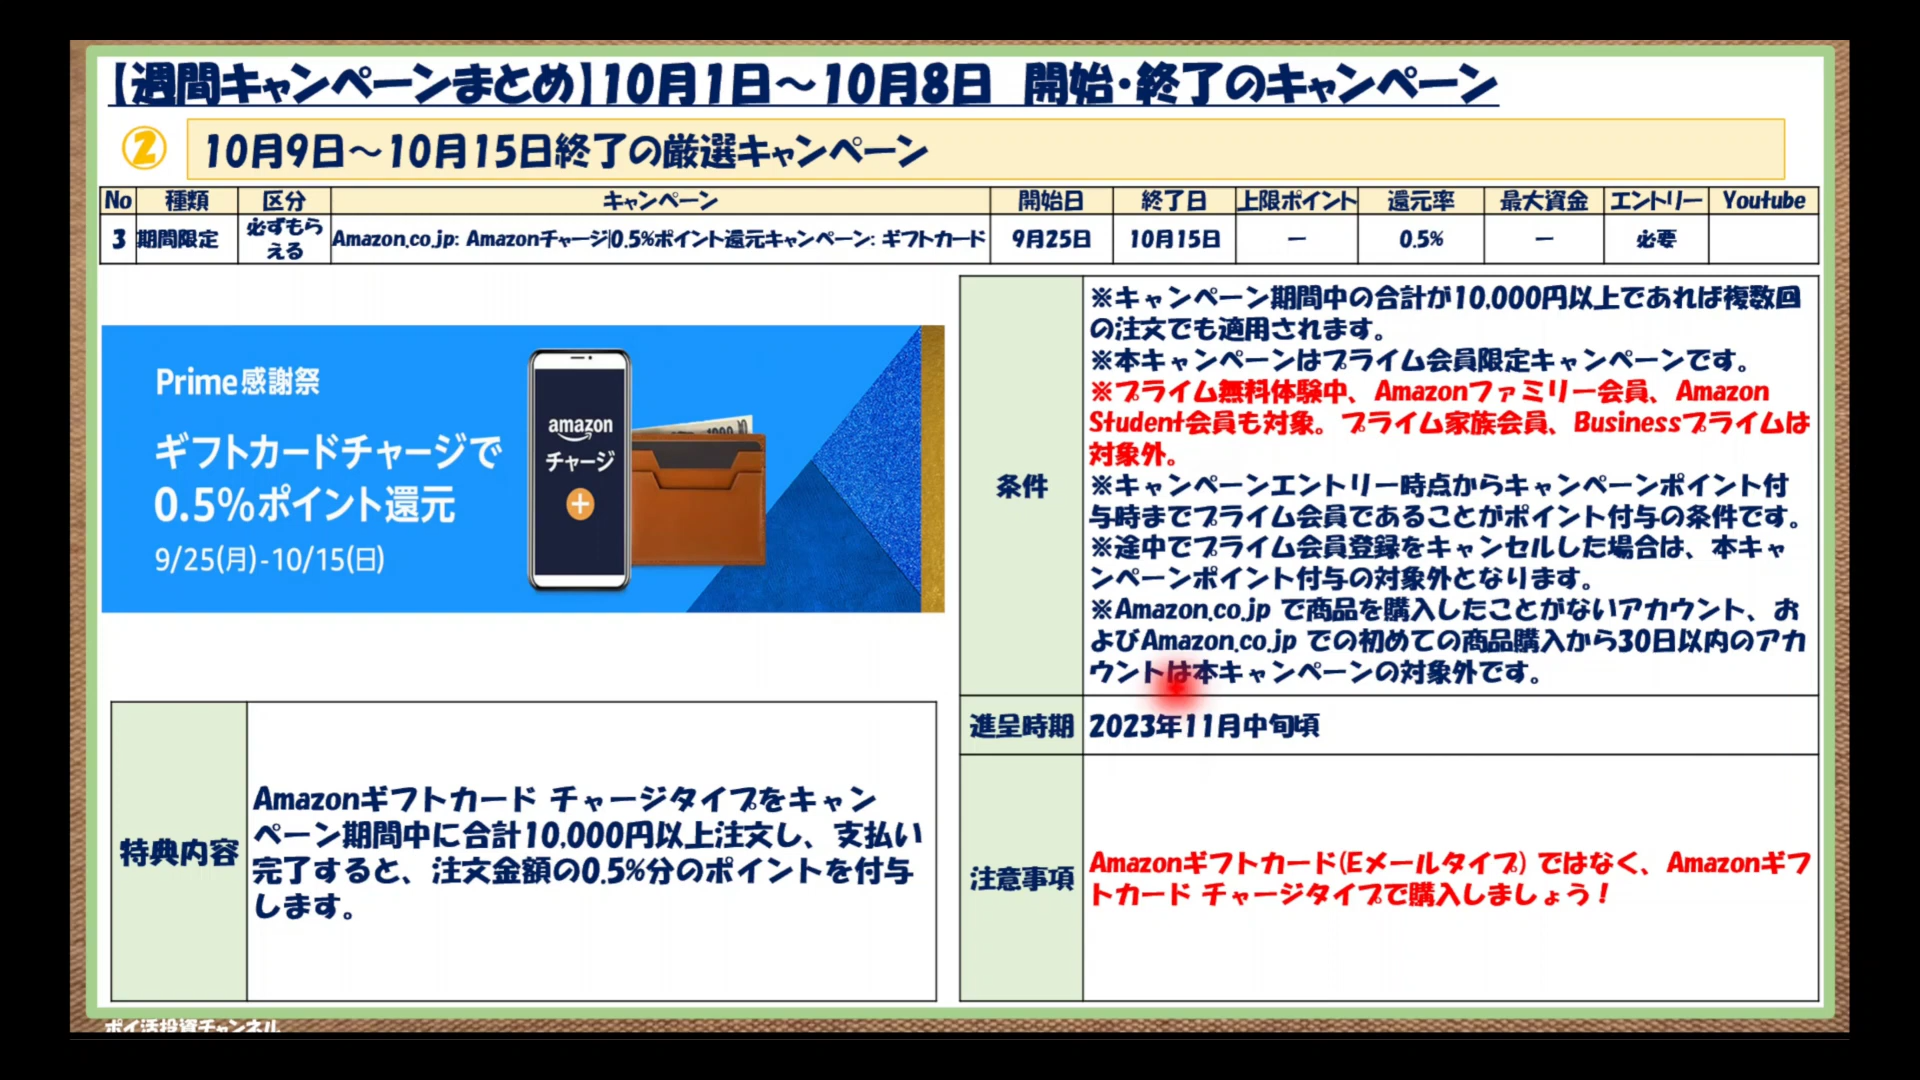 【週間キャンペーンまとめ】10月1日～10月8日 開始・終了のキャンペーン
② 10月9日～10月15日終了の厳選キャンペーン
No 種類 区分 キャンペーン 開始日 終了日 上限ポイント 還元率 最大資金 エントリー Youtube
3 期間限定 必ずもらえる Amazon.co.jp: Amazonチャージ|0.5%ポイント還元キャンペーン: ギフトカード 9月25日 10月15日 ー 0.5% ー 必要
Prime感謝祭
ギフトカードチャージで
0.5%ポイント還元
9/25(月)-10/15(日)
amazon
チャージ
特典内容
Amazonギフトカード チャージタイプをキャン
ペーン期間中に合計10,000円以上注文し、支払い
完了すると、注文金額の0.5%分のポイントを付与
します。
条件
※キャンペーン期間中の合計が10,000円以上であれば複数回
の注文でも適用されます。
※本キャンペーンはプライム会員限定キャンペーンです。
※プライム無料体験中、Amazonファミリー会員、Amazon
Student会員も対象。プライム家族会員、Businessプライムは
対象外。
※キャンペーンエントリー時点からキャンペーンポイント付
与時までプライム会員であることがポイント付与の条件です。
※途中でプライム会員登録をキャンセルした場合は、本キャ
ンペーンポイント付与の対象外となります。
※Amazon.co.jp で商品を購入したことがないアカウント、お
よびAmazon.co.jp での初めての商品購入から30日以内のアカ
ウントは本キャンペーンの対象外です。
進呈時期
2023年11月中旬頃
注意事項
Amazonギフトカード(Eメールタイプ) ではなく、Amazonギフ
トカード チャージタイプで購入しましょう！
ポイ活投資チャンネル